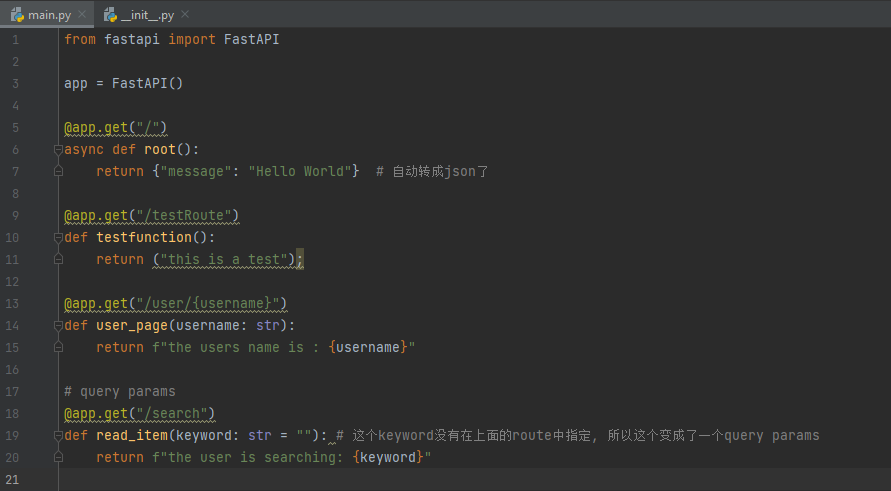 main.py
__init__.py
1 from fastapi import FastAPI
2
3 app = FastAPI()
4
5 @app.get("/")
6 async def root():
7     return {"message": "Hello World"}  # 自动转成json了
8
9 @app.get("/testRoute")
10 def testfunction():
11     return ("this is a test");
12
13 @app.get("/user/{username}")
14 def user_page(username: str):
15     return f"the users name is : {username}"
16
17 # query params
18 @app.get("/search")
19 def read_item(keyword: str = ""): # 这个keyword没有在上面的route中指定, 所以这个变成了一个query params
20     return f"the user is searching: {keyword}"
21